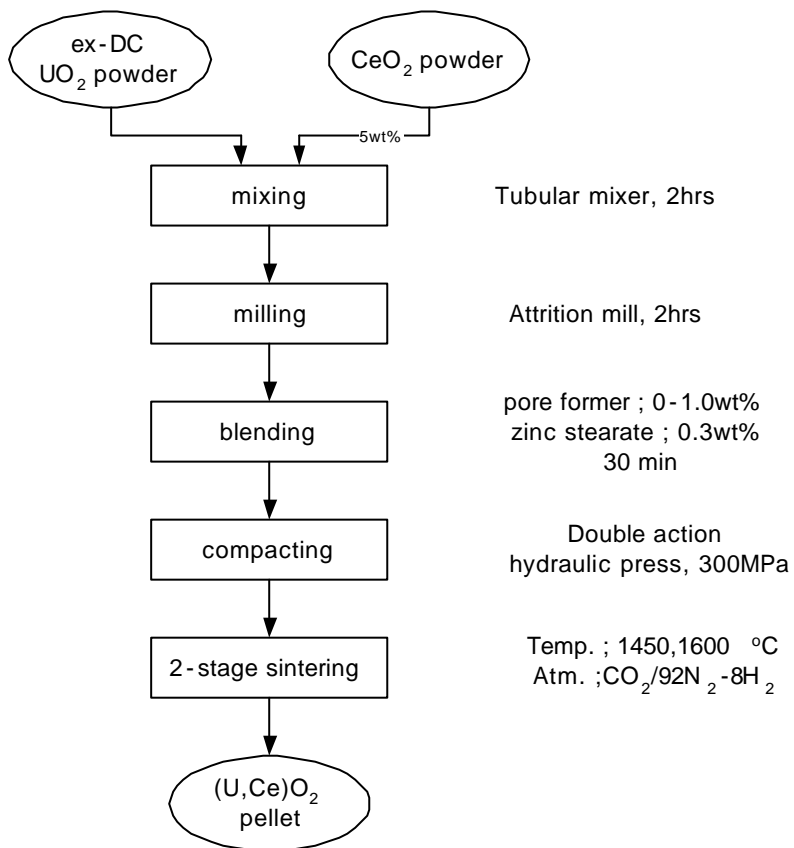 ex-DC
UO₂ powder
CeO₂ powder
5wt%
mixing
Tubular mixer, 2hrs
milling
Attrition mill, 2hrs
blending
pore former ; 0-1.0wt%
zinc stearate ; 0.3wt%
30 min
compacting
Double action
hydraulic press, 300MPa
2-stage sintering
Temp. ; 1450,1600 ºC
Atm. ;CO₂/92N₂-8H₂
(U,Ce)O₂
pellet